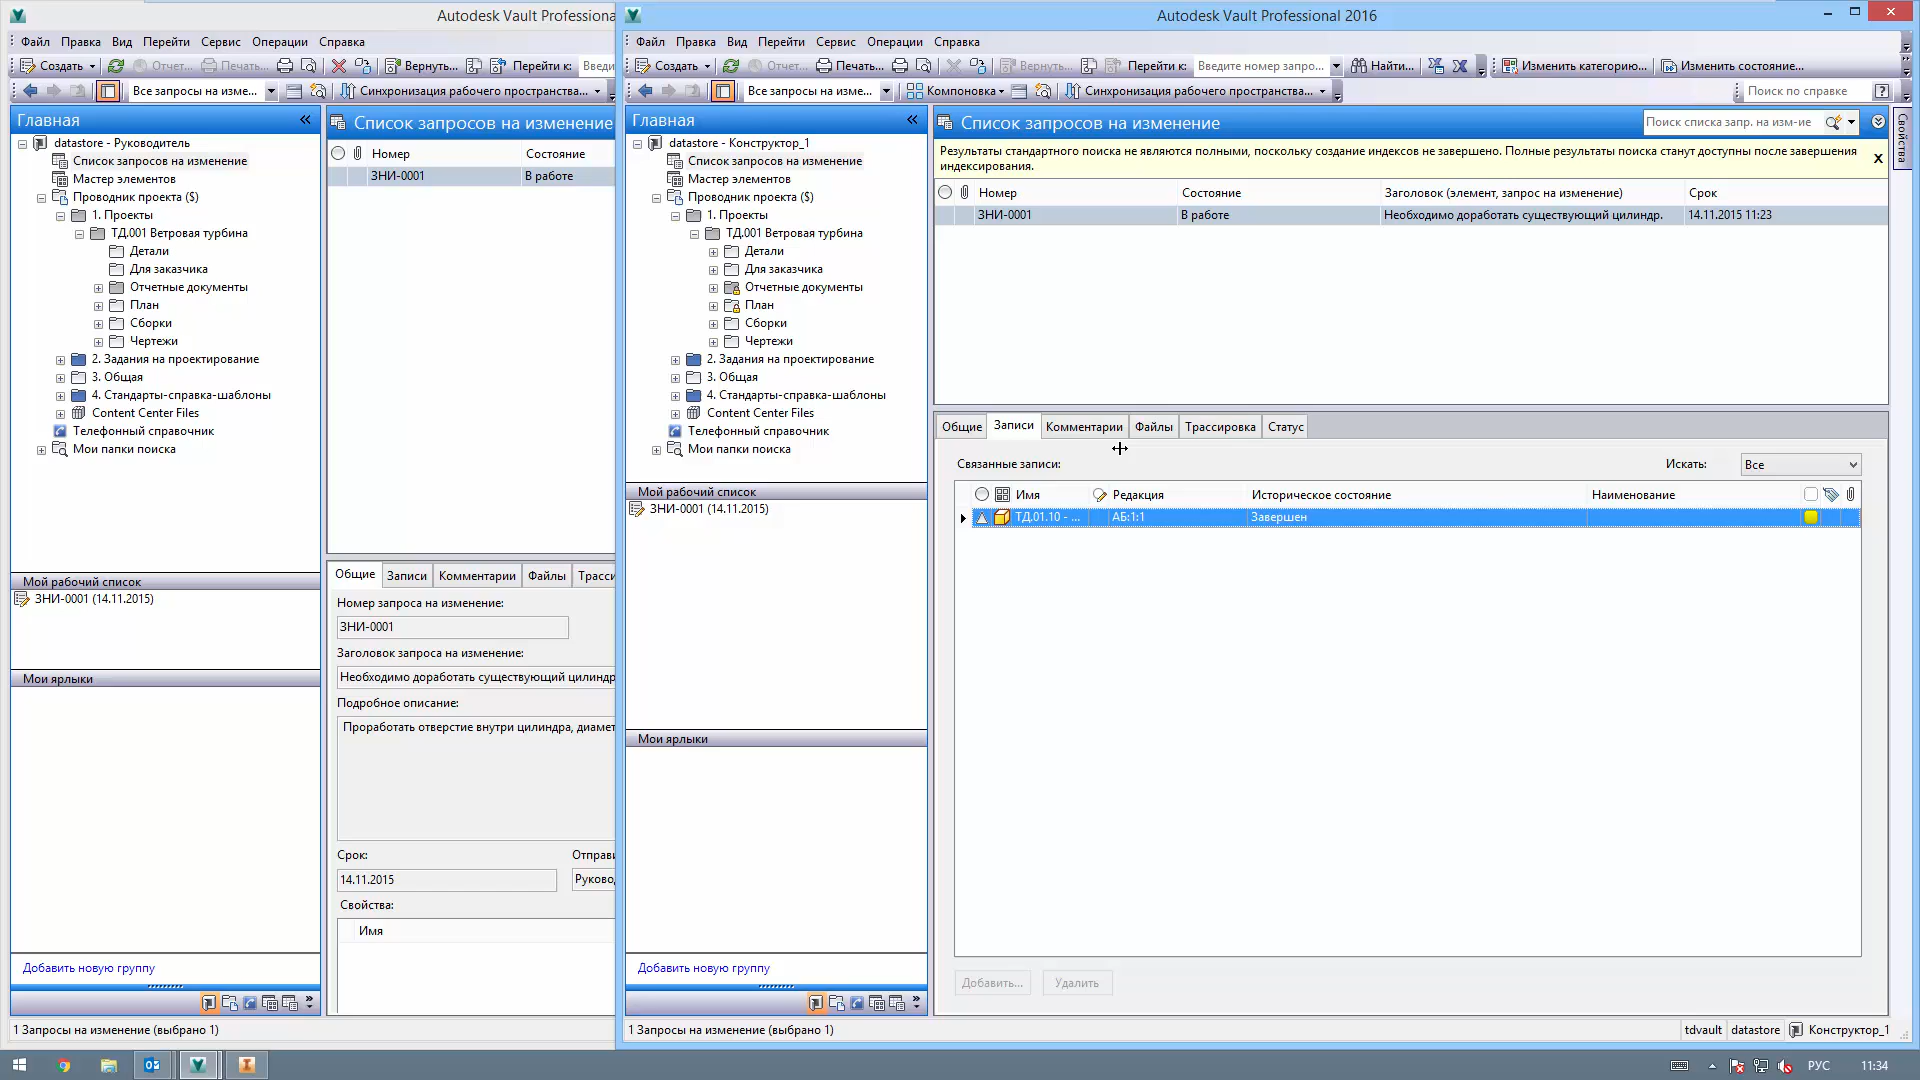 Autodesk Vault Professiona
Файл Правка Вид Перейти Сервис Операции Справка
Создать Отчет... Печать... Вернуть... Перейти к: Введи
Все запросы на изме... Синхронизация рабочего пространства...
Главная
datastore - Руководитель
Список запросов на изменение
Мастер элементов
Проводник проекта ($)
1. Проекты
ТД.001 Ветровая турбина
Детали
Для заказчика
Отчетные документы
План
Сборки
Чертежи
2. Задания на проектирование
3. Общая
4. Стандарты-справка-шаблоны
Content Center Files
Телефонный справочник
Мои папки поиска
Мой рабочий список
ЗНИ-0001 (14.11.2015)
Мои ярлыки
Добавить новую группу
1 Запросы на изменение (выбрано 1)
Список запросов на изменение
Номер Состояние
ЗНИ-0001 В работе
Общие Записи Комментарии Файлы Трасси
Номер запроса на изменение:
ЗНИ-0001
Заголовок запроса на изменение:
Необходимо доработать существующий цилиндр
Подробное описание:
Проработать отверстие внутри цилиндра, диамет
Срок: Отправи
14.11.2015 Руково
Свойства:
Имя
Autodesk Vault Professional 2016
Файл Правка Вид Перейти Сервис Операции Справка
Создать Отчет... Печать... Вернуть... Перейти к: Введите номер запро... Найти... Изменить категорию... Изменить состояние...
Все запросы на изме... Компоновка Синхронизация рабочего пространства... Поиск по справке
Главная
datastore - Конструктор_1
Список запросов на изменение
Мастер элементов
Проводник проекта ($)
1. Проекты
ТД.001 Ветровая турбина
Детали
Для заказчика
Отчетные документы
План
Сборки
Чертежи
2. Задания на проектирование
3. Общая
4. Стандарты-справка-шаблоны
Content Center Files
Телефонный справочник
Мои папки поиска
Мой рабочий список
ЗНИ-0001 (14.11.2015)
Мои ярлыки
Добавить новую группу
Список запросов на изменение Поиск списка запр. на изм-ие
Свойства
Результаты стандартного поиска не являются полными, поскольку создание индексов не завершено. Полные результаты поиска станут доступны после завершения
индексирования.
X
Номер Состояние Заголовок (элемент, запрос на изменение) Срок
ЗНИ-0001 В работе Необходимо доработать существующий цилиндр. 14.11.2015 11:23
Общие Записи Комментарии Файлы Трассировка Статус
Связанные записи: Искать: Все
Имя Редакция Историческое состояние Наименование
ТД.01.10 - ... АБ:1:1 Завершен
Добавить... Удалить
1 Запросы на изменение (выбрано 1) tdvault datastore Конструктор_1
РУС 11:34